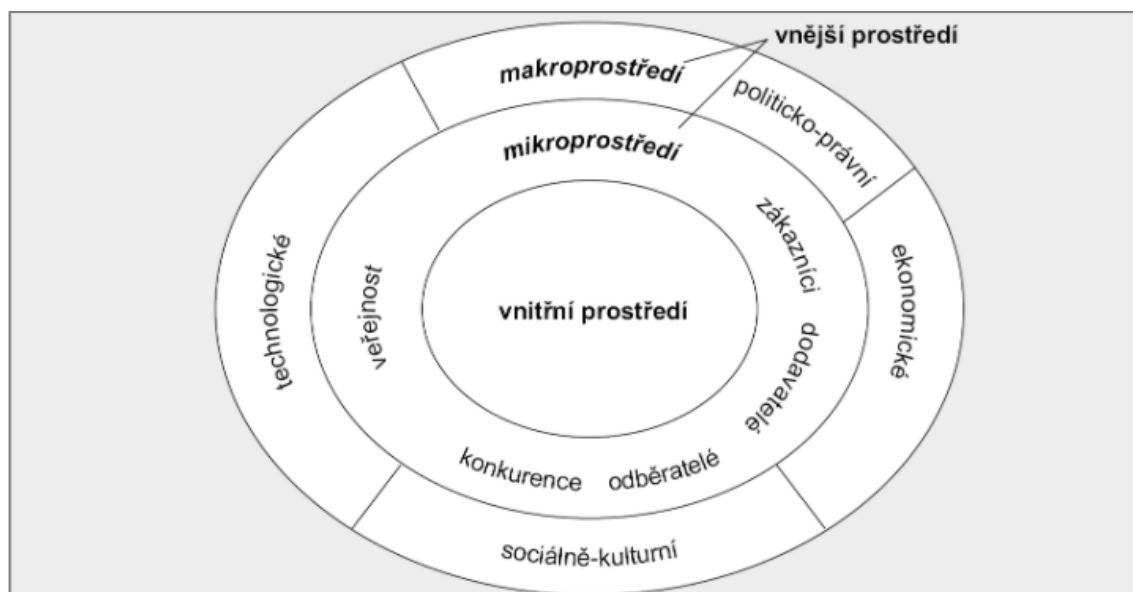 vnější prostředí
makroprostředí
politicko-právní
mikroprostředí
zákazníci
ekonomické
technologické
veřejnost
vnitřní prostředí
dodavatelé
konkurence
odběratelé
sociálně-kulturní